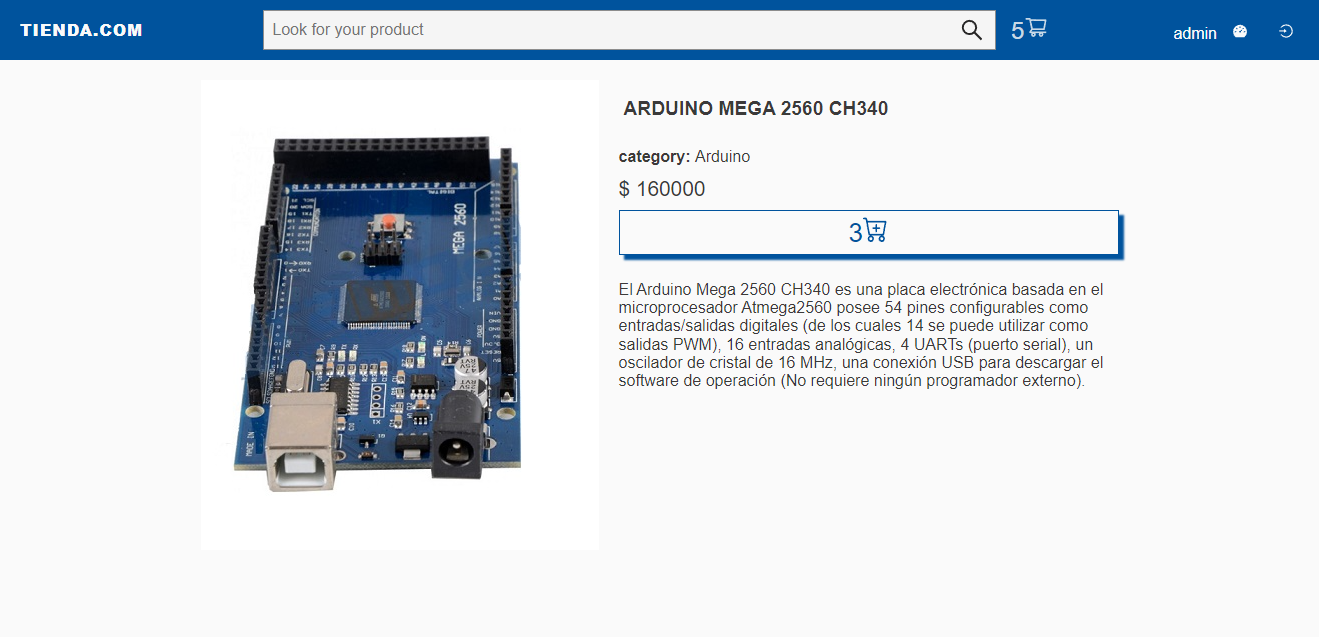 TIENDA.COM
Look for your product
5
admin
ARDUINO MEGA 2560 CH340
category: Arduino
$ 160000
3
El Arduino Mega 2560 CH340 es una placa electrónica basada en el
microprocesador Atmega2560 posee 54 pines configurables como
entradas/salidas digitales (de los cuales 14 se puede utilizar como
salidas PWM), 16 entradas analógicas, 4 UARTs (puerto serial), un
oscilador de cristal de 16 MHz, una conexión USB para descargar el
software de operación (No requiere ningún programador externo).
MEGA 2560
MADE IN